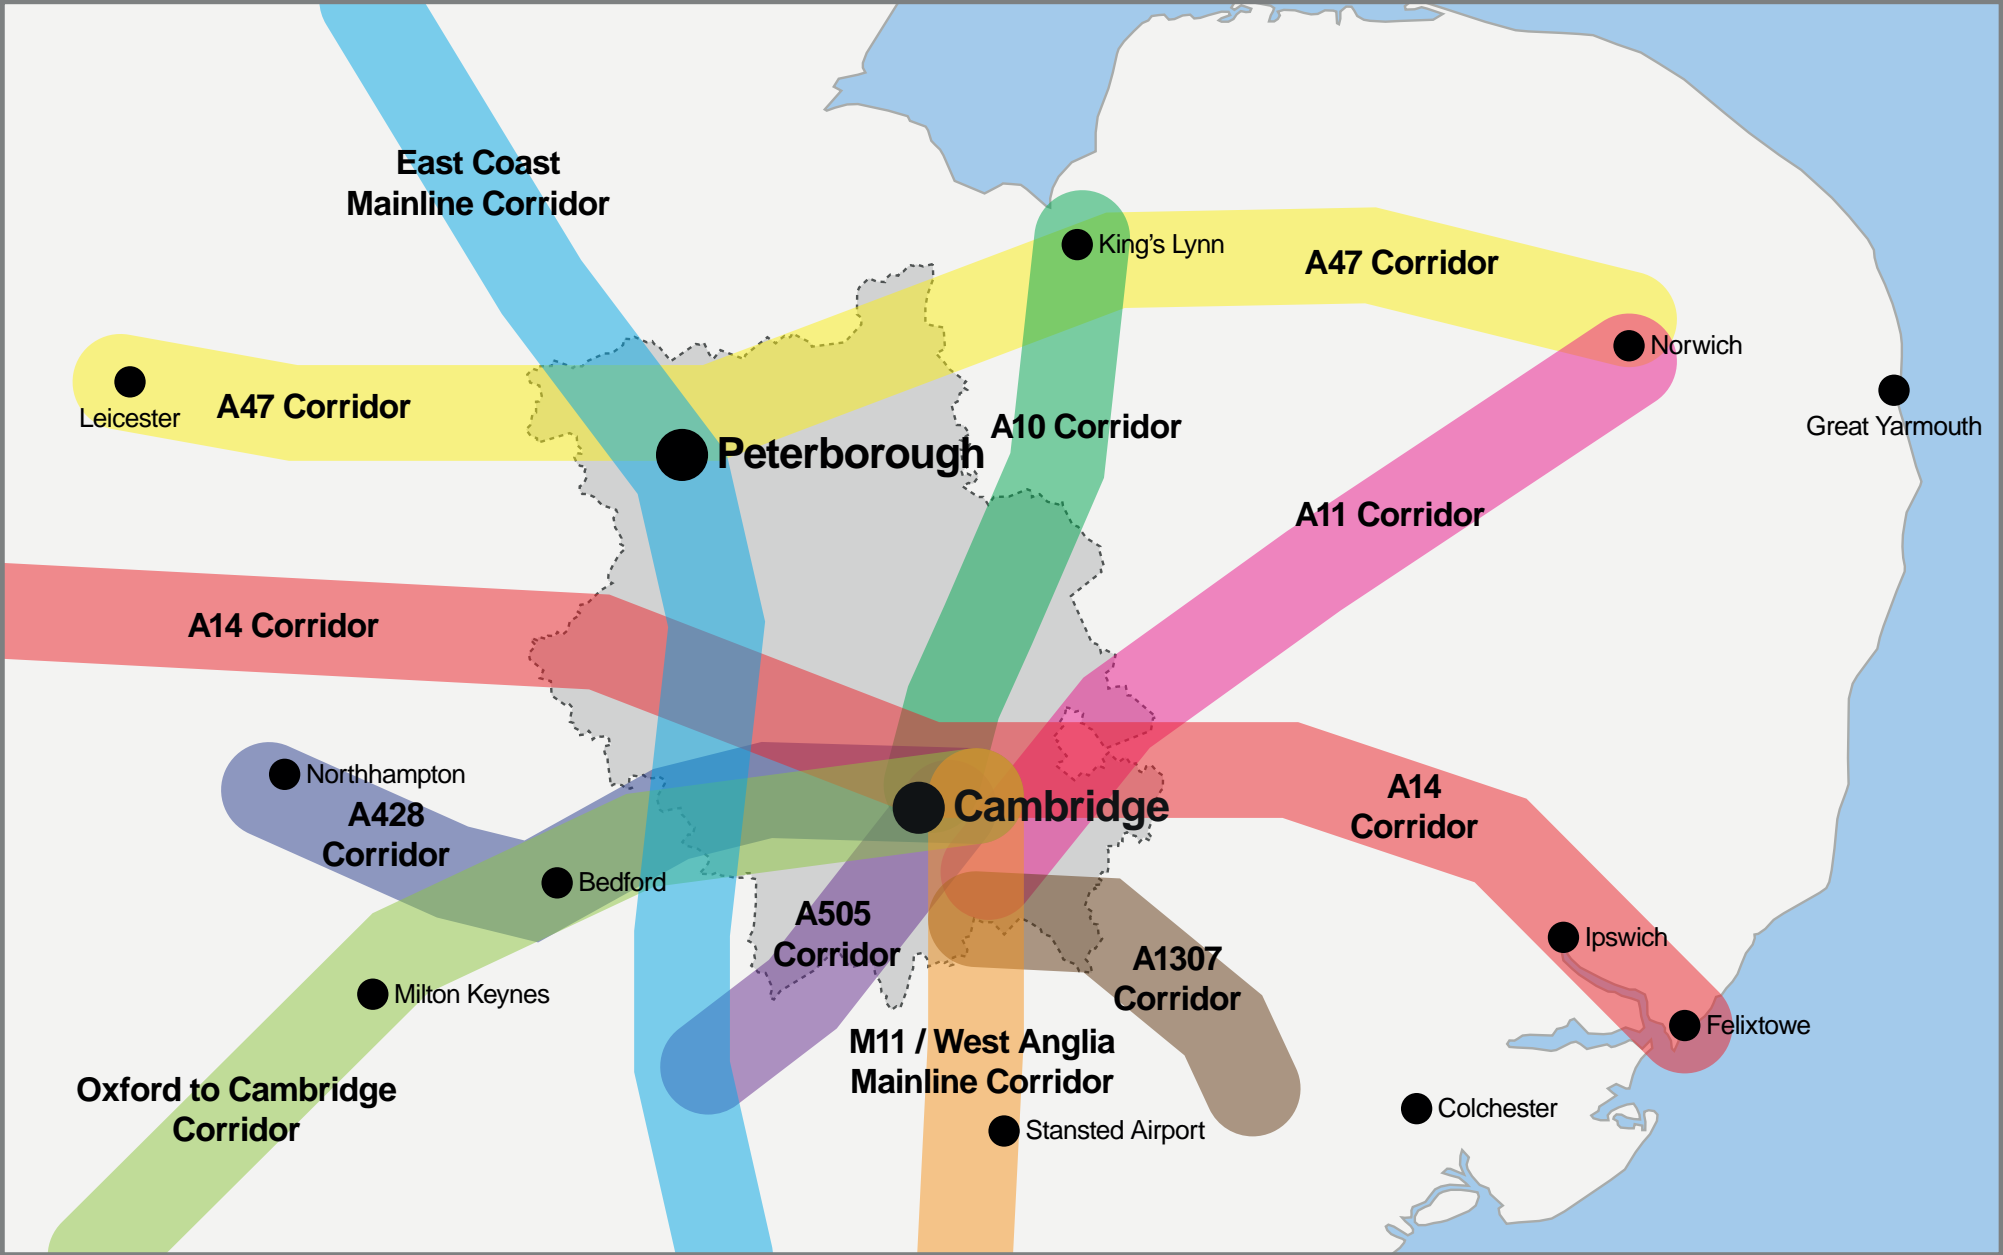 East Coast
Mainline Corridor
King’s Lynn
A47 Corridor
Norwich
Leicester
A47 Corridor
Great Yarmouth
A10 Corridor
Peterborough
A11 Corridor
A14 Corridor
Northhampton
A428
Corridor
Cambridge
A14
Corridor
Bedford
A505
Corridor
Ipswich
A1307
Corridor
Milton Keynes
Felixtowe
M11 / West Anglia
Mainline Corridor
Oxford to Cambridge
Corridor
Colchester
Stansted Airport